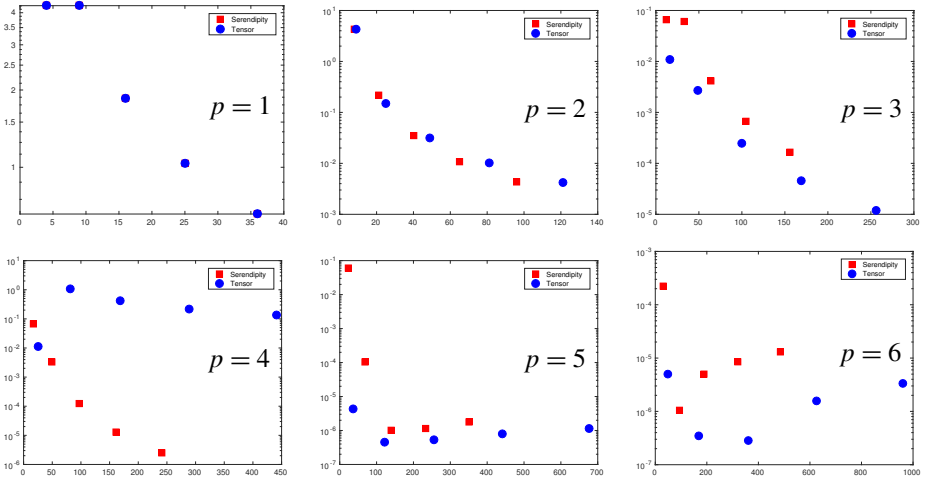 4
3.5
3
2.5
2
1.5
1
0 5 10 15 20 25 30 35 40
Serendipity
Tensor
p = 1
10^1
10^0
10^-1
10^-2
10^-3
0 20 40 60 80 100 120 140
Serendipity
Tensor
p = 2
10^-1
10^-2
10^-3
10^-4
10^-5
0 50 100 150 200 250 300
Serendipity
Tensor
p = 3
10^1
10^0
10^-1
10^-2
10^-3
10^-4
10^-5
10^-6
0 50 100 150 200 250 300 350 400 450
Serendipity
Tensor
p = 4
10^-1
10^-2
10^-3
10^-4
10^-5
10^-6
10^-7
0 100 200 300 400 500 600 700
Serendipity
Tensor
p = 5
10^-3
10^-4
10^-5
10^-6
10^-7
0 200 400 600 800 1000
Serendipity
Tensor
p = 6